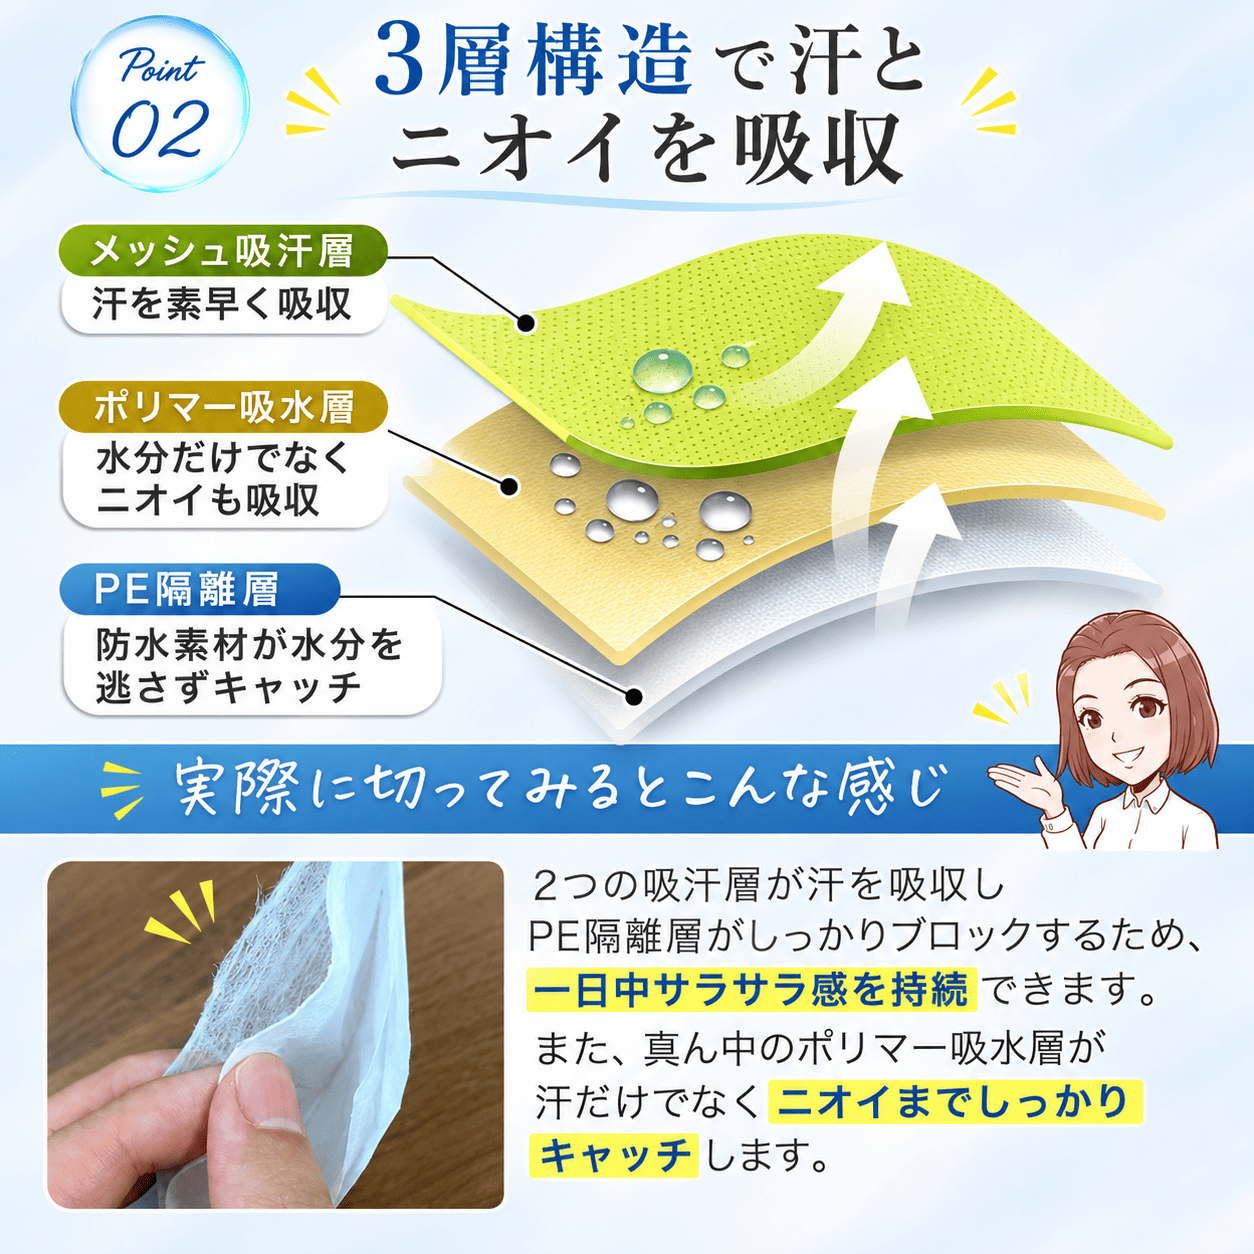 Point
02
3層構造で汗と
ニオイを吸収
メッシュ吸汗層
汗を素早く吸収
ポリマー吸水層
水分だけでなく
ニオイも吸収
PE隔離層
防水素材が水分を
逃さずキャッチ
実際に切ってみるとこんな感じ
2つの吸汗層が汗を吸収し
PE隔離層がしっかりブロックするため、
一日中サラサラ感を持続できます。
また、真ん中のポリマー吸水層が
汗だけでなくニオイまでしっかり
キャッチします。